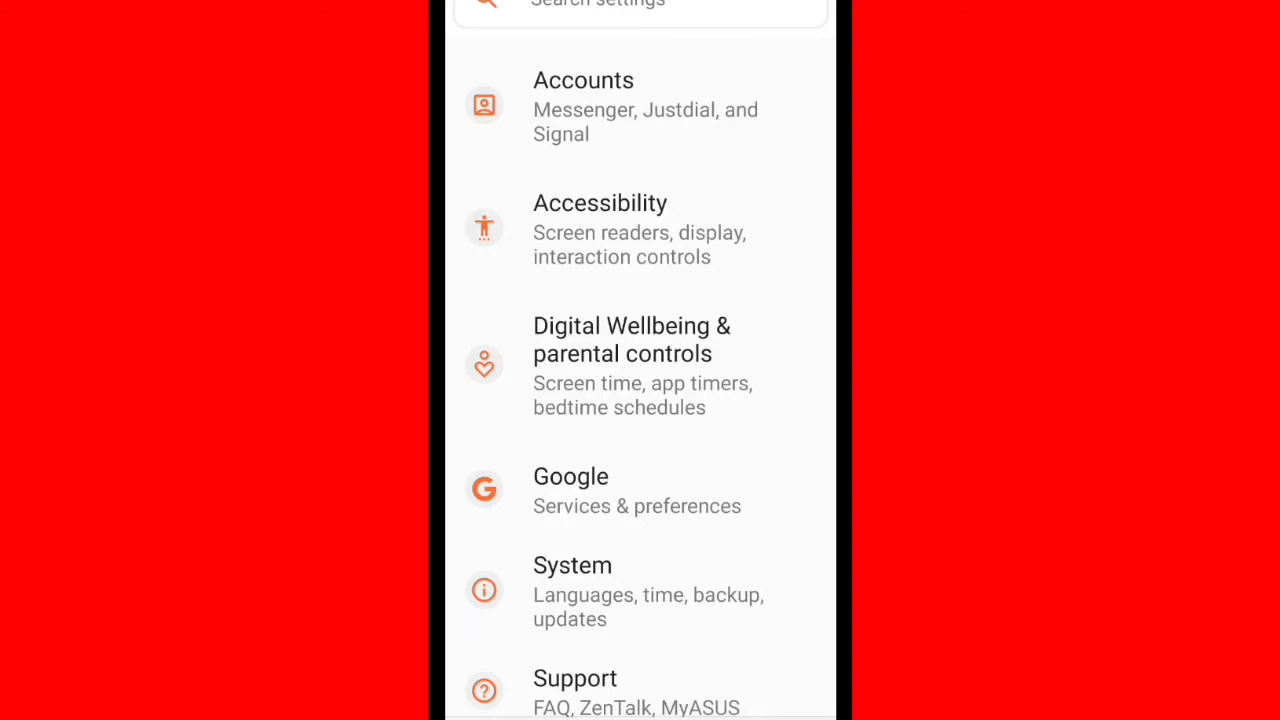 Search settings
Accounts
Messenger, Justdial, and
Signal
Accessibility
Screen readers, display,
interaction controls
Digital Wellbeing &
parental controls
Screen time, app timers,
bedtime schedules
Google
Services & preferences
System
Languages, time, backup,
updates
Support
FAQ, ZenTalk, MyASUS